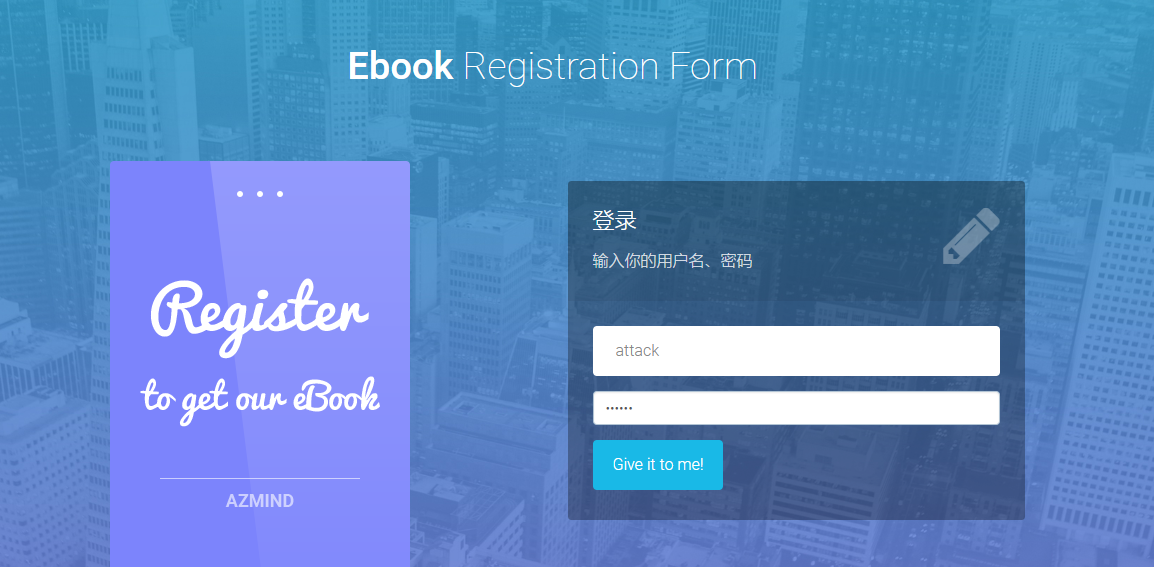 Ebook Registration Form
Register
to get our eBook
AZMIND
登录
输入你的用户名、密码
attack
••••••
Give it to me!